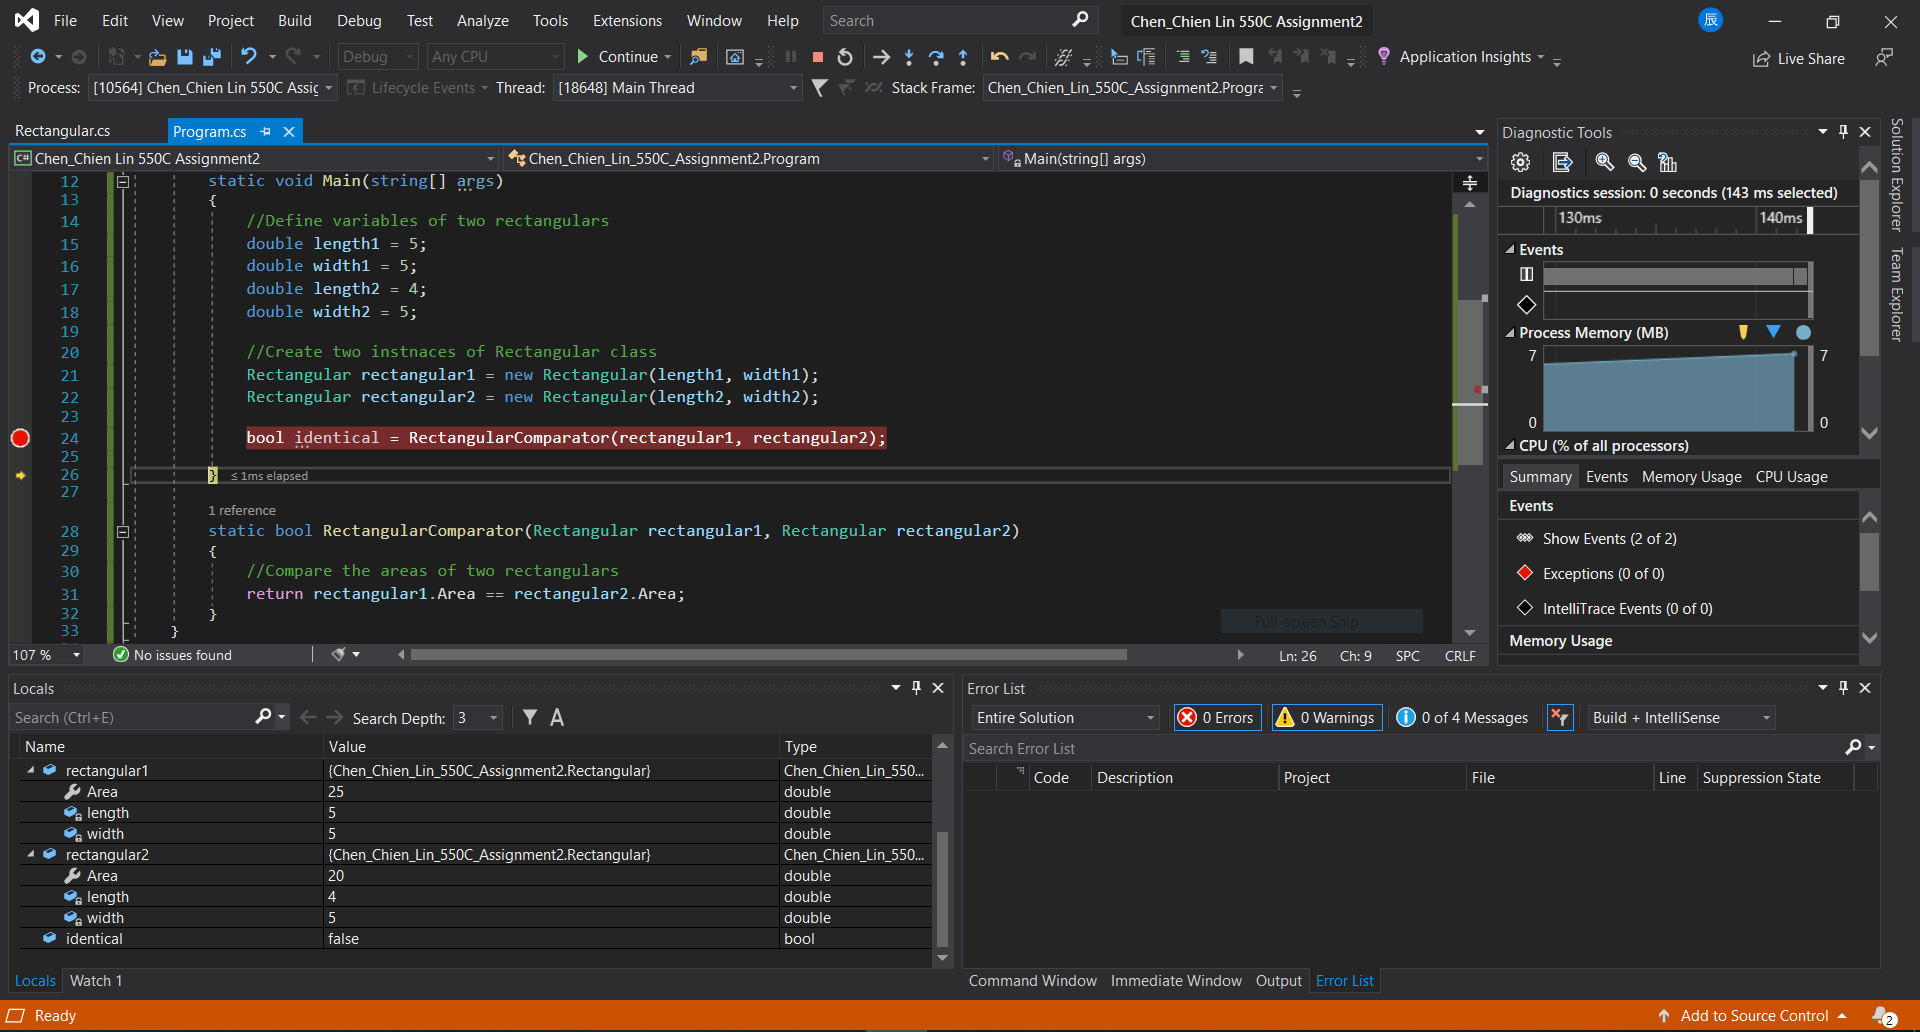 File Edit View Project Build Debug Test Analyze Tools Extensions Window Help Search Chen_Chien Lin 550C Assignment2 辰
Debug Any CPU Continue Application Insights Live Share
Process: [10564] Chen_Chien Lin 550C Assig Lifecycle Events Thread: [18648] Main Thread Stack Frame: Chen_Chien_Lin_550C_Assignment2.Progra
Rectangular.cs Program.cs
C# Chen_Chien Lin 550C Assignment2 Chen_Chien_Lin_550C_Assignment2.Program Main(string[] args)
12 static void Main(string[] args)
13 {
14 //Define variables of two rectangulars
15 double length1 = 5;
16 double width1 = 5;
17 double length2 = 4;
18 double width2 = 5;
19
20 //Create two instnaces of Rectangular class
21 Rectangular rectangular1 = new Rectangular(length1, width1);
22 Rectangular rectangular2 = new Rectangular(length2, width2);
23
24 bool identical = RectangularComparator(rectangular1, rectangular2);
25
26 } ≤ 1ms elapsed
27
1 reference
28 static bool RectangularComparator(Rectangular rectangular1, Rectangular rectangular2)
29 {
30 //Compare the areas of two rectangulars
31 return rectangular1.Area == rectangular2.Area;
32 }
33 }
Full-screen Snip
107 % No issues found Ln: 26 Ch: 9 SPC CRLF
Diagnostic Tools
Diagnostics session: 0 seconds (143 ms selected)
130ms 140ms
Events
Process Memory (MB)
7 7
0 0
CPU (% of all processors)
Summary Events Memory Usage CPU Usage
Events
Show Events (2 of 2)
Exceptions (0 of 0)
IntelliTrace Events (0 of 0)
Memory Usage
Solution Explorer
Team Explorer
Locals
Search (Ctrl+E) Search Depth: 3 A
Name Value Type
rectangular1 {Chen_Chien_Lin_550C_Assignment2.Rectangular} Chen_Chien_Lin_550...
Area 25 double
length 5 double
width 5 double
rectangular2 {Chen_Chien_Lin_550C_Assignment2.Rectangular} Chen_Chien_Lin_550...
Area 20 double
length 4 double
width 5 double
identical false bool
Locals Watch 1
Error List
Entire Solution 0 Errors 0 Warnings 0 of 4 Messages Build + IntelliSense
Search Error List
Code Description Project File Line Suppression State
Command Window Immediate Window Output Error List
Ready Add to Source Control 2